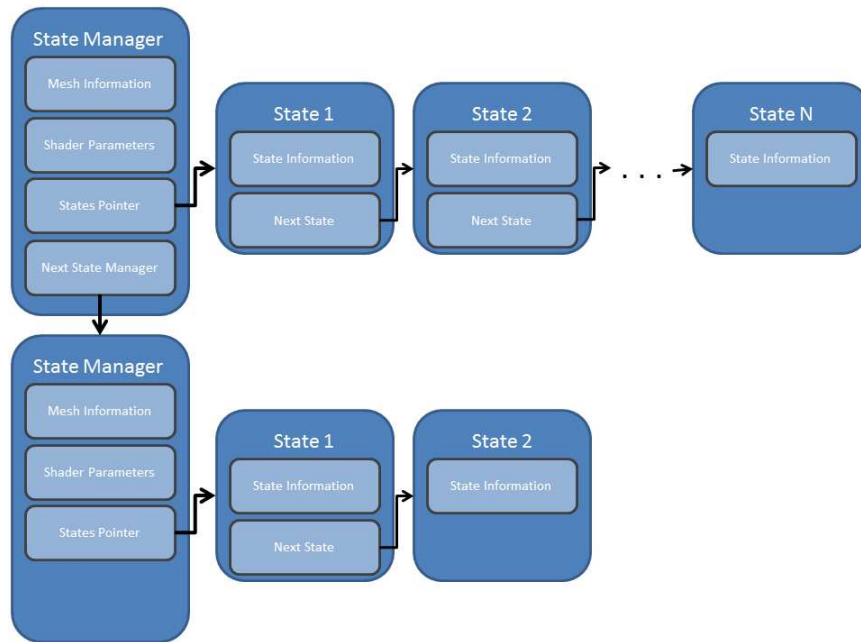 State Manager
Mesh Information
Shader Parameters
States Pointer
Next State Manager
State 1
State Information
Next State
State 2
State Information
Next State
. . .
State N
State Information
State Manager
Mesh Information
Shader Parameters
States Pointer
State 1
State Information
Next State
State 2
State Information